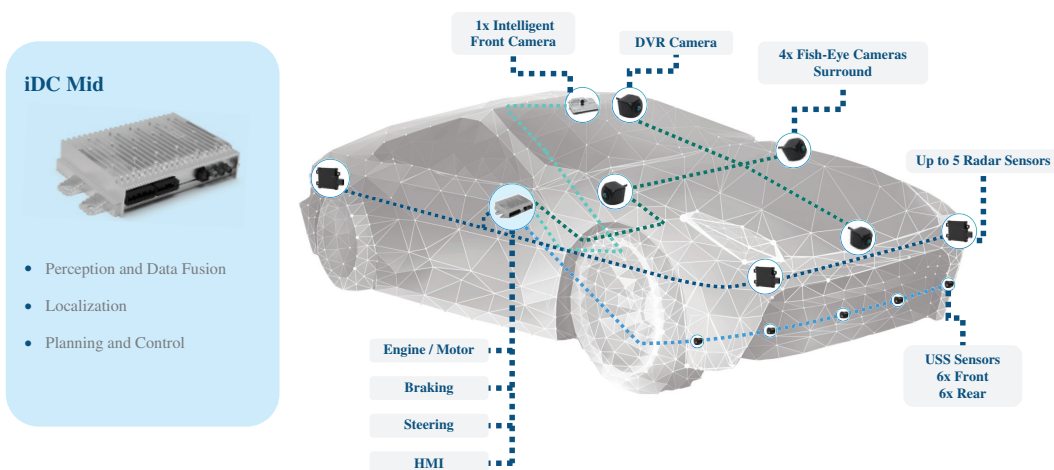 iDC Mid
• Perception and Data Fusion
• Localization
• Planning and Control
1x Intelligent
Front Camera
DVR Camera
4x Fish-Eye Cameras
Surround
Up to 5 Radar Sensors
Engine / Motor
Braking
Steering
HMI
USS Sensors
6x Front
6x Rear